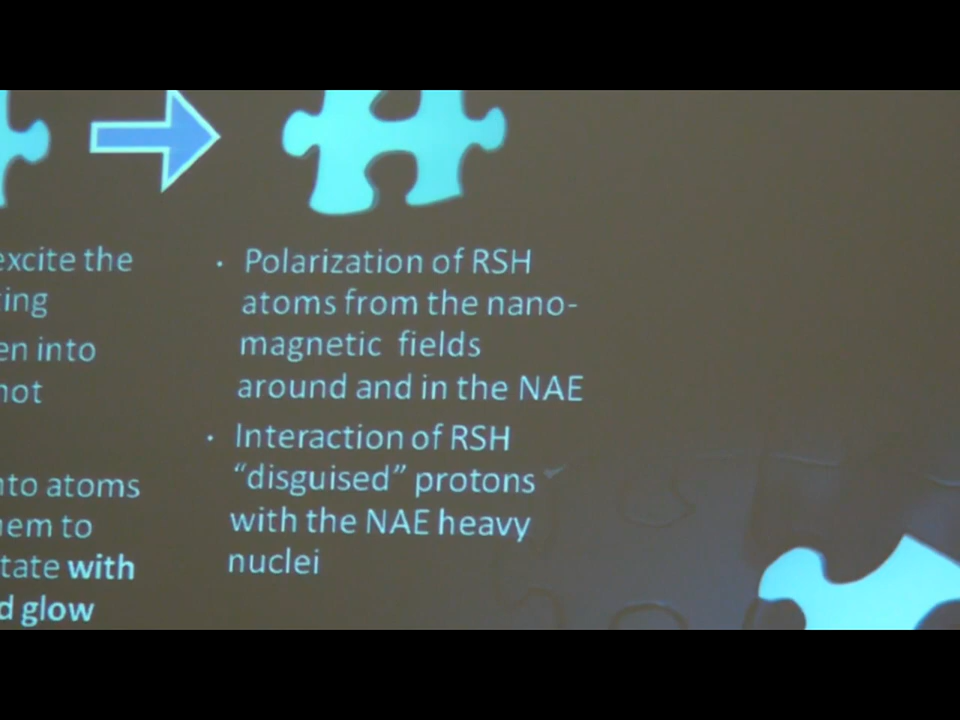 excite the
ing
en into
not
nto atoms
hem to
tate with
d glow
· Polarization of RSH
atoms from the nano-
magnetic fields
around and in the NAE
· Interaction of RSH
“disguised” protons
with the NAE heavy
nuclei